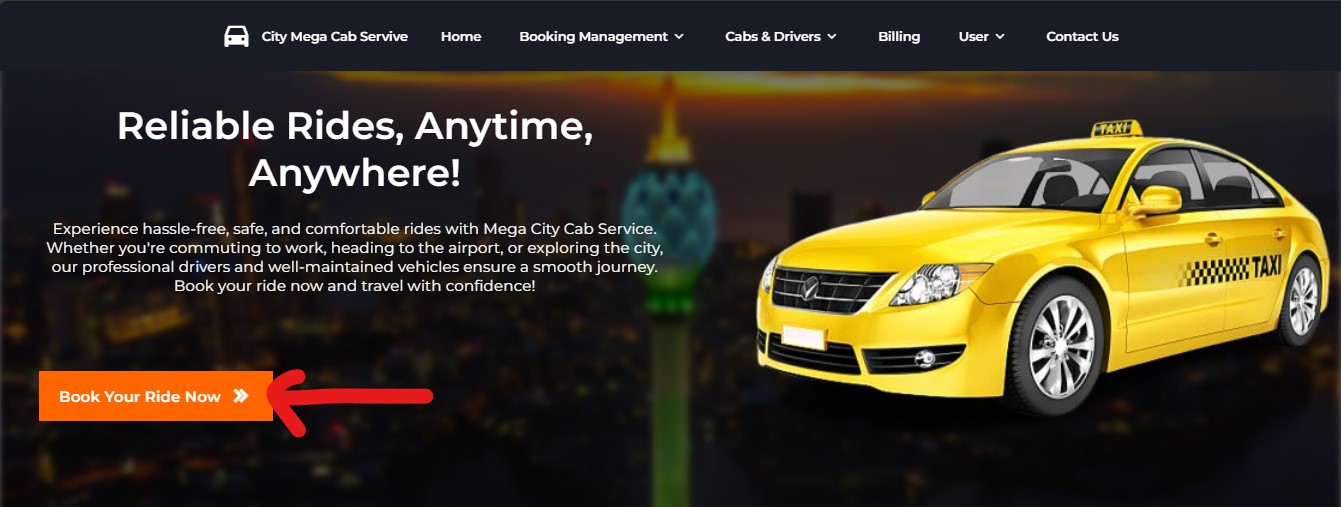 City Mega Cab Servive Home Booking Management Cabs & Drivers Billing User Contact Us
Reliable Rides, Anytime,
Anywhere!
Experience hassle-free, safe, and comfortable rides with Mega City Cab Service.
Whether you're commuting to work, heading to the airport, or exploring the city,
our professional drivers and well-maintained vehicles ensure a smooth journey.
Book your ride now and travel with confidence!
Book Your Ride Now
TAXI
TAXI